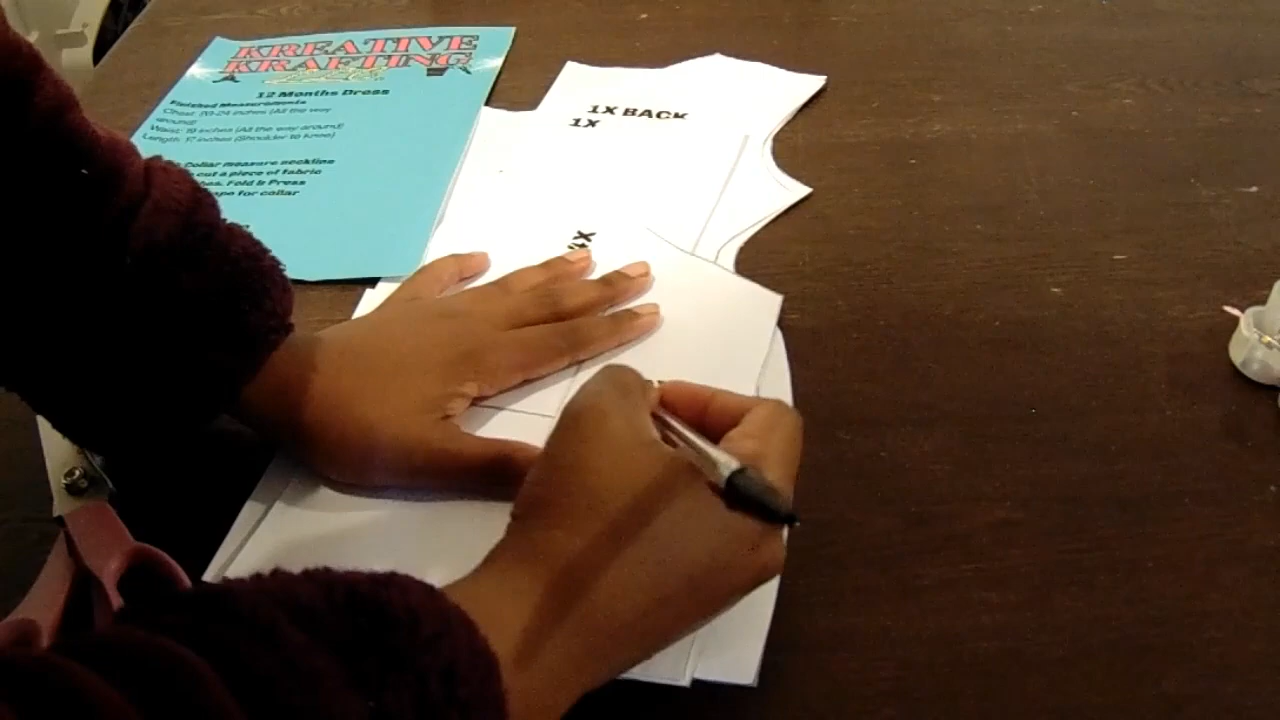 KREATIVE
KRAFTING
12 Months Dress
Finished Measurements
Chest: 20-24 inches (All the way
around)
Waist: 19 inches (All the way around)
Length: 17 inches (Shoulder to knee)
Collar measure neckline
cut a piece of fabric
Fold & Press
for collar
1X BACK
1X